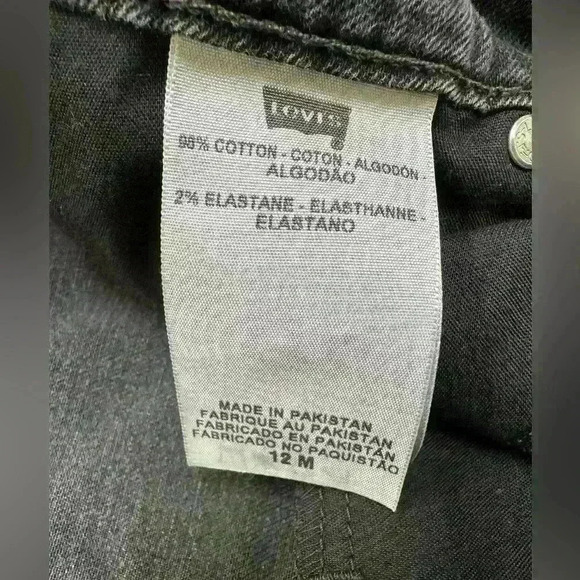 LEVI'S
98% COTTON - COTON - ALGODÓN -
ALGODÃO
2% ELASTANE - ELASTHANNE -
ELASTANO
MADE IN PAKISTAN
FABRIQUE AU PAKISTAN
FABRICADO EN PAKISTAN
FABRICADO NO PAQUISTÃO
12 M